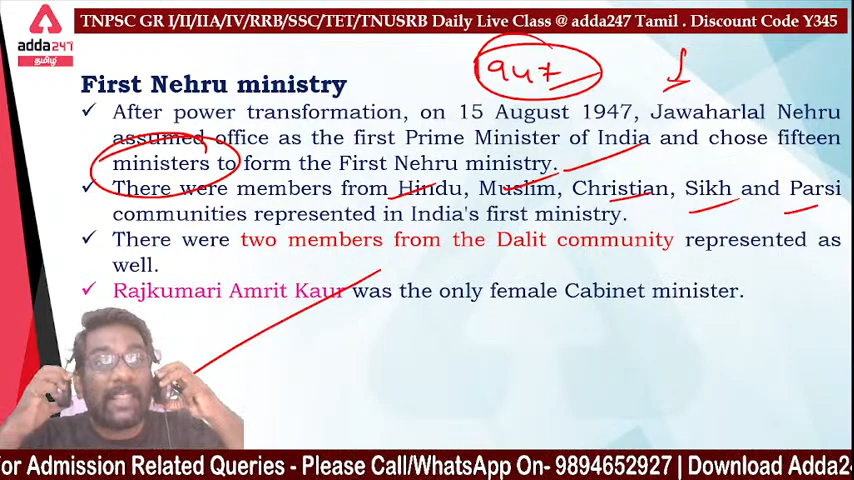 TNPSC GR I/II/IIA/IV/RRB/SSC/TET/TNUSRB Daily Live Class @ adda247 Tamil . Discount Code Y345
adda247
தமிழ்
947
First Nehru ministry
✓ After power transformation, on 15 August 1947, Jawaharlal Nehru
assumed office as the first Prime Minister of India and chose fifteen
ministers to form the First Nehru ministry.
✓ There were members from Hindu, Muslim, Christian, Sikh and Parsi
communities represented in India's first ministry.
✓ There were two members from the Dalit community represented as
well.
✓ Rajkumari Amrit Kaur was the only female Cabinet minister.
or Admission Related Queries - Please Call/WhatsApp On- 9894652927 | Download Adda24